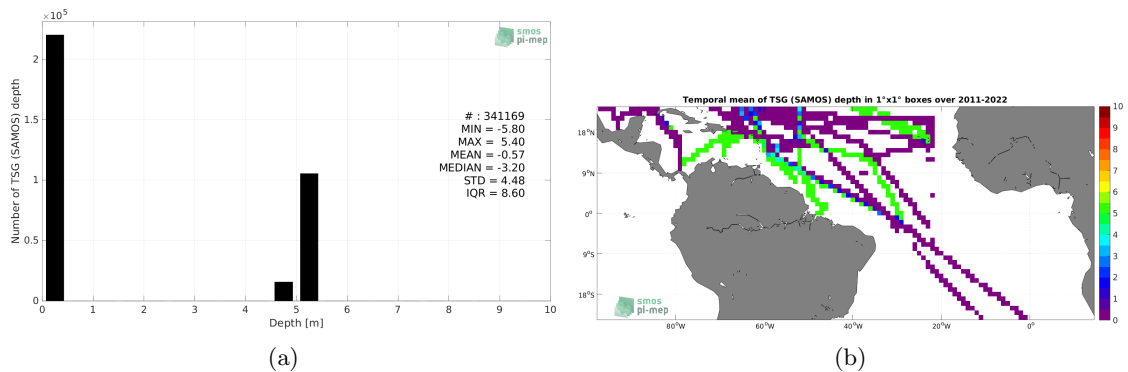 ×10⁵
2
1.5
1
0.5
0
Number of TSG (SAMOS) depth
smos
pi-mep
# : 341169
MIN = -5.80
MAX = 5.40
MEAN = -0.57
MEDIAN = -3.20
STD = 4.48
IQR = 8.60
0 1 2 3 4 5 6 7 8 9 10
Depth [m]
(a)
Temporal mean of TSG (SAMOS) depth in 1°x1° boxes over 2011-2022
18°N
9°N
0°
9°S
18°S
80°W 60°W 40°W 20°W 0°
smos
pi-mep
10
9
8
7
6
5
4
3
2
1
0
(b)